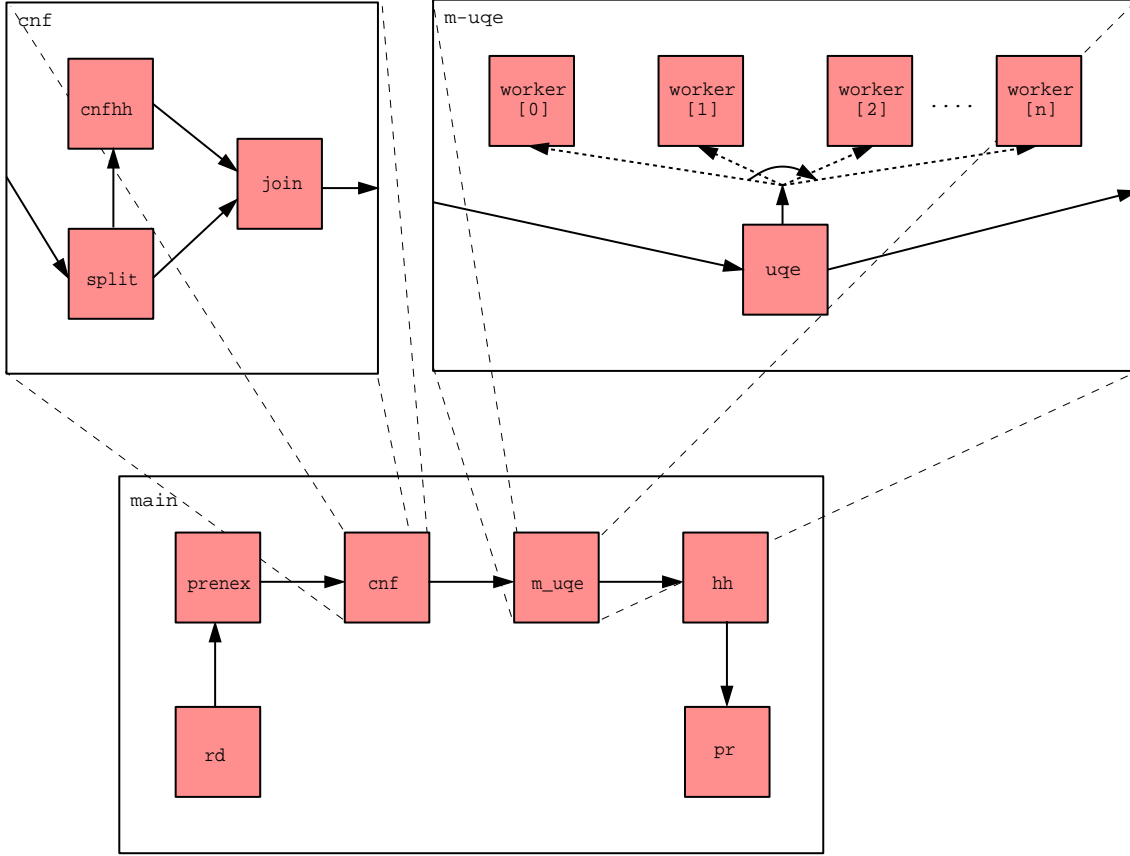 cnf
cnfhh
join
split
m-uqe
worker
[0]
worker
[1]
worker
[2]
....
worker
[n]
uqe
main
prenex
cnf
m_uqe
hh
rd
pr